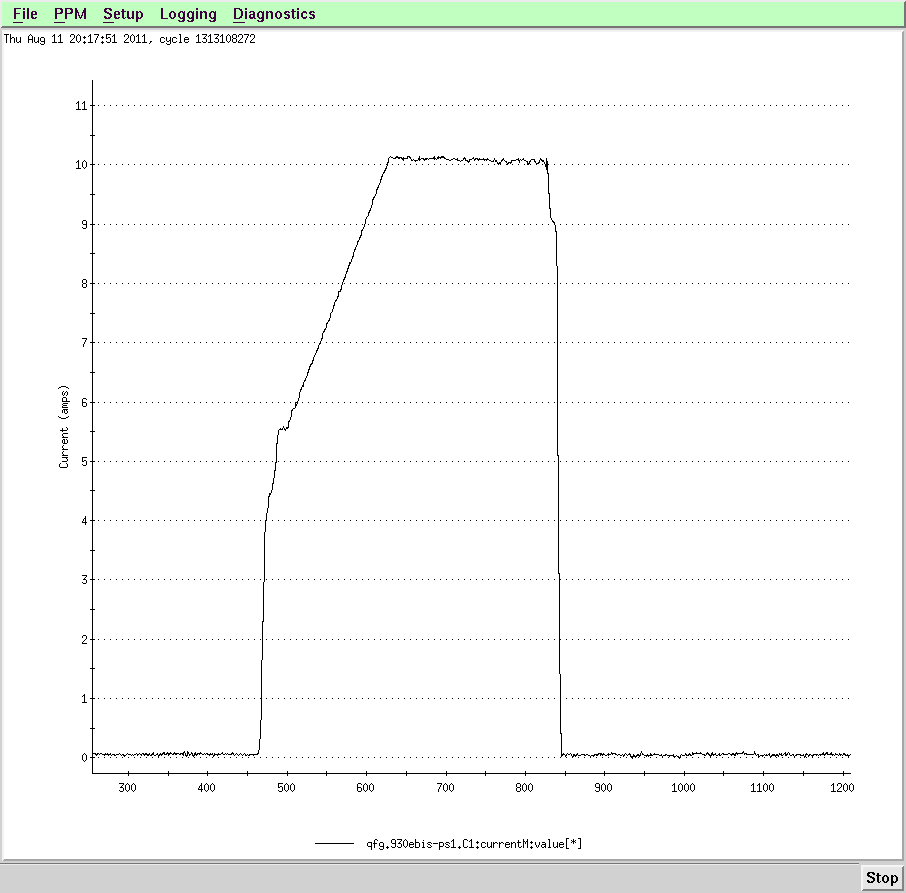 File PPM Setup Logging Diagnostics
Thu Aug 11 20:17:51 2011, cycle 1313108272
11
10
9
8
7
6
Current (amps)
5
4
3
2
1
0
300 400 500 600 700 800 900 1000 1100 1200
qfg.930ebis-ps1.C1:currentM:value[*]
Stop